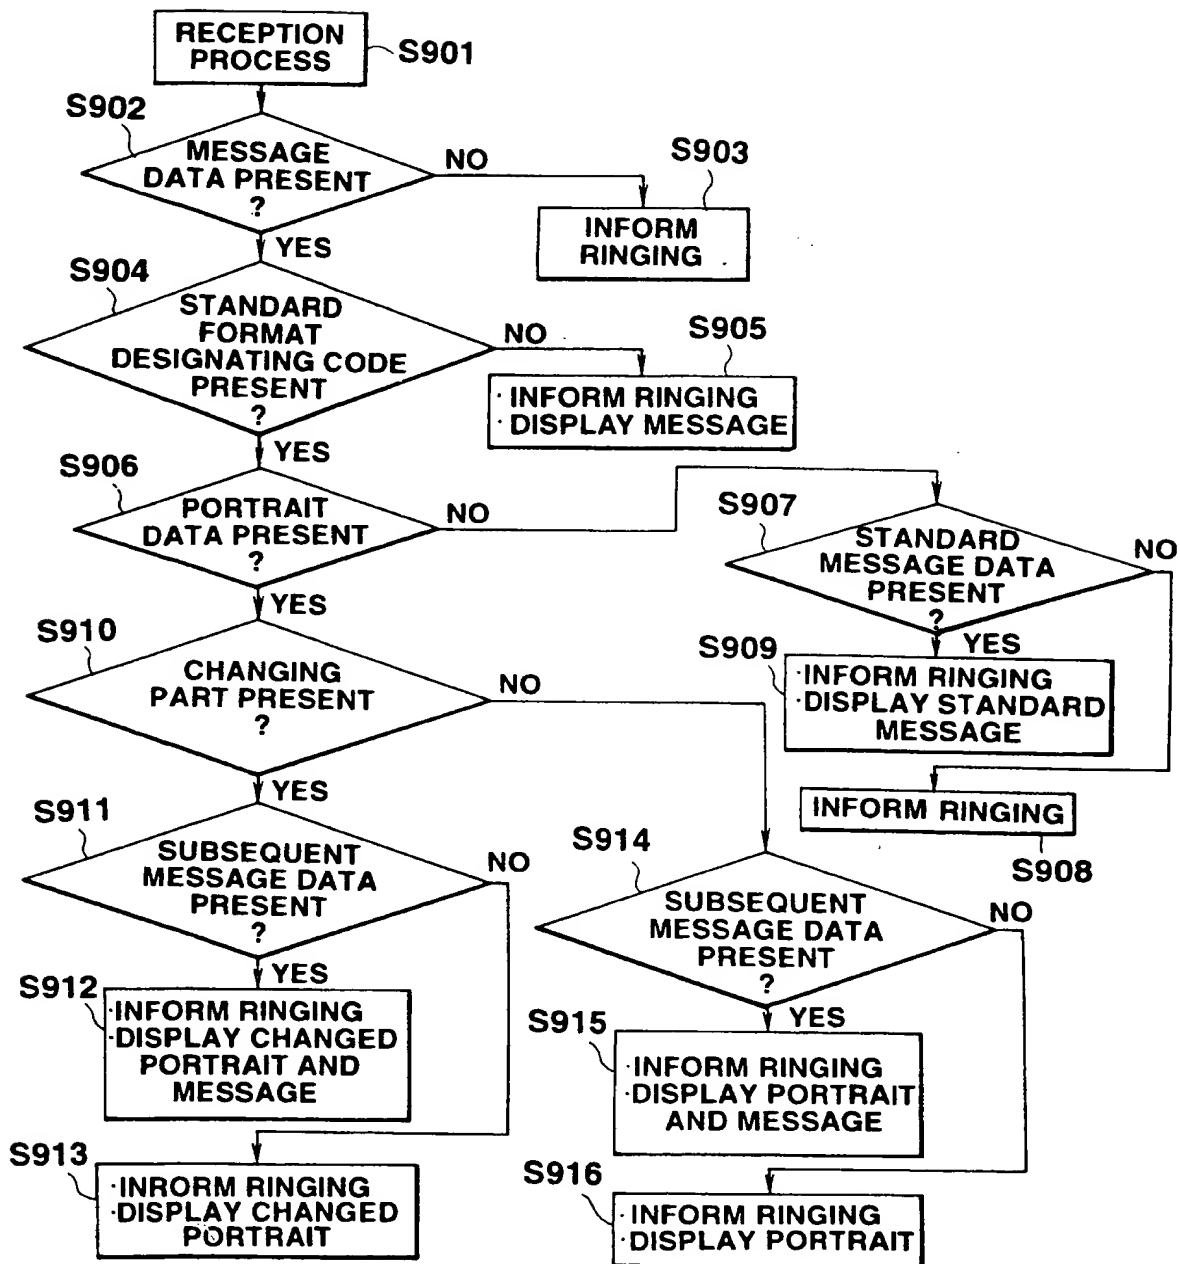 RECEPTION
PROCESS
S901
S902
MESSAGE
DATA PRESENT
?
NO
S903
INFORM
RINGING
YES
S904
STANDARD
FORMAT
DESIGNATING CODE
PRESENT
?
NO
S905
· INFORM RINGING
· DISPLAY MESSAGE
YES
S906
PORTRAIT
DATA PRESENT
?
NO
S907
STANDARD
MESSAGE DATA
PRESENT
?
NO
YES
S909
·INFORM RINGING
·DISPLAY STANDARD
MESSAGE
INFORM RINGING
S908
YES
S910
CHANGING
PART PRESENT
?
NO
YES
S911
SUBSEQUENT
MESSAGE DATA
PRESENT
?
NO
YES
S912
·INFORM RINGING
·DISPLAY CHANGED
PORTRAIT AND
MESSAGE
S913
·INRORM RINGING
·DISPLAY CHANGED
PORTRAIT
S914
SUBSEQUENT
MESSAGE DATA
PRESENT
?
NO
YES
S915
·INFORM RINGING
·DISPLAY PORTRAIT
AND MESSAGE
S916
·INFORM RINGING
·DISPLAY PORTRAIT